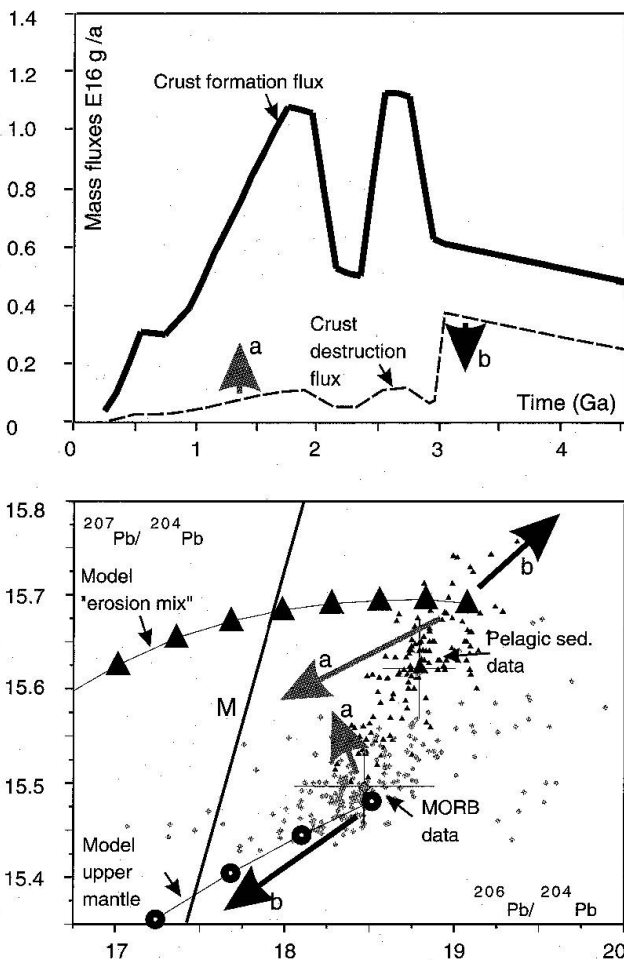 1.4
1.2
1.0
0.8
0.6
0.4
0.2
0
Mass fluxes E16 g /a
Crust formation flux
a
Crust
destruction
flux
b
Time (Ga)
0
1
2
3
4
15.8
15.7
15.6
15.5
15.4
207Pb/ 204Pb
Model
"erosion mix"
b
Pelagic sed.
data
a
M
a
MORB
data
Model
upper
mantle
b
206Pb/ 204Pb
17
18
19
20